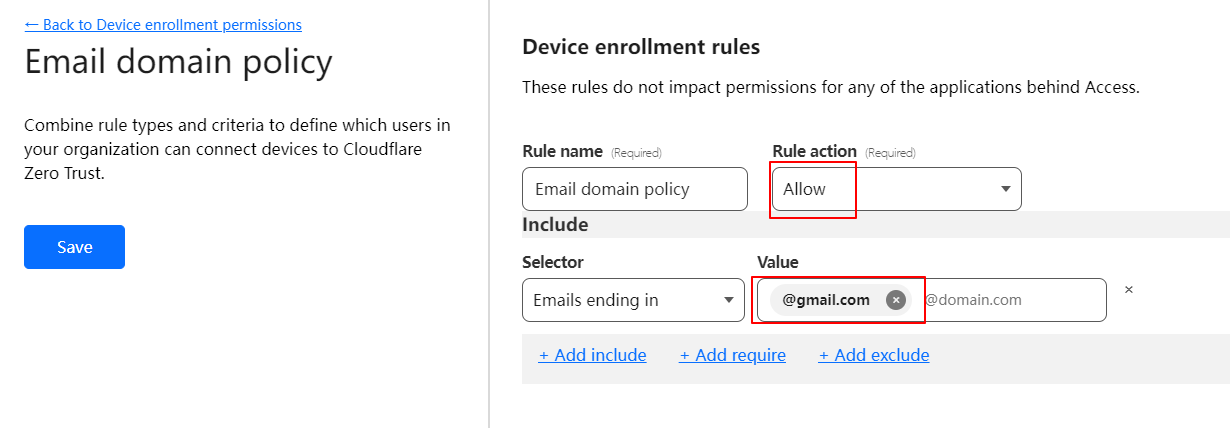 ← Back to Device enrollment permissions
Email domain policy
Combine rule types and criteria to define which users in
your organization can connect devices to Cloudflare
Zero Trust.
Save
Device enrollment rules
These rules do not impact permissions for any of the applications behind Access.
Rule name (Required) Rule action (Required)
Email domain policy Allow
Include
Selector Value
Emails ending in @gmail.com × @domain.com ×
+ Add include + Add require + Add exclude